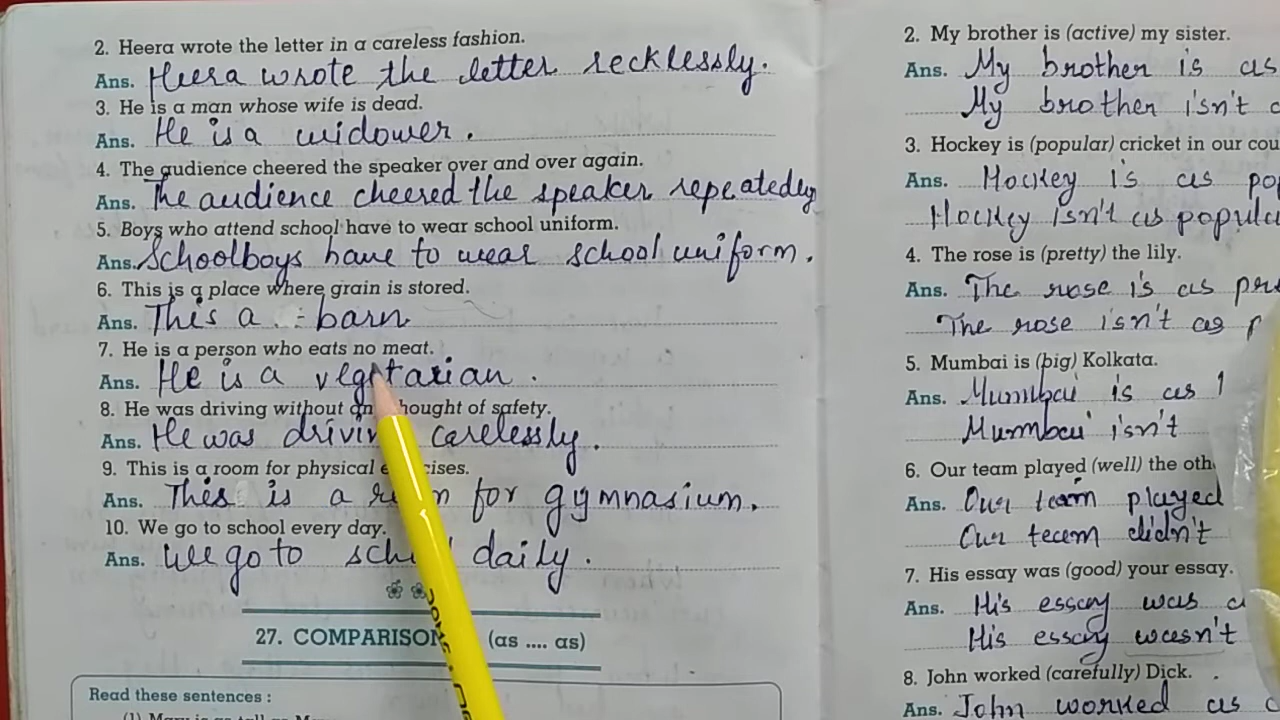 2. Heera wrote the letter in a careless fashion.
Ans. Heera wrote the letter recklessly.
3. He is a man whose wife is dead.
Ans. He is a widower.
4. The audience cheered the speaker over and over again.
Ans. The audience cheered the speaker repeatedly
5. Boys who attend school have to wear school uniform.
Ans. Schoolboys have to wear school uniform.
6. This is a place where grain is stored.
Ans. This a barn
7. He is a person who eats no meat.
Ans. He is a vegetarian.
8. He was driving without thought of safety.
Ans. He was carelessly.
9. This is a room for physical
Ans. This is a for gymnasium.
10. We go to school every day.
Ans. We go to daily.
27. COMPARISON (as .... as)
Read these sentences :
2. My brother is (active) my sister.
Ans. My brother is as
My brother isn't
3. Hockey is (popular) cricket in our
Ans. Hockey is as
Hockey isn't as
4. The rose is (pretty) the lily.
Ans. The rose is as
The rose isn't as
5. Mumbai is (big) Kolkata.
Ans. Mumbai is as
Mumbai isn't
6. Our team played (well) the
Ans. Our team played
Our team didn't
7. His essay was (good) your essay.
Ans. His essay was
His essay wasn't
8. John worked (carefully) Dick.
Ans. John worked as